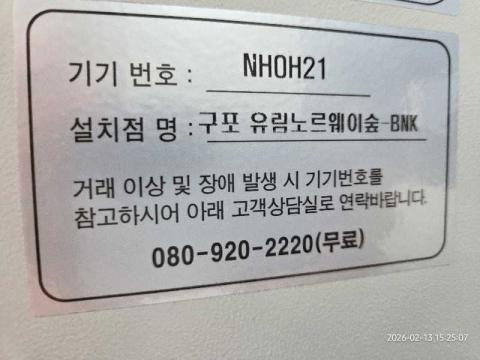 기기 번호 : NHOH21
설치점 명 : 구포 유림노르웨이숲-BNK
거래 이상 및 장애 발생 시 기기번호를
참고하시어 아래 고객상담실로 연락바랍니다.
080-920-2220(무료)
2026-02-13 15:25:07